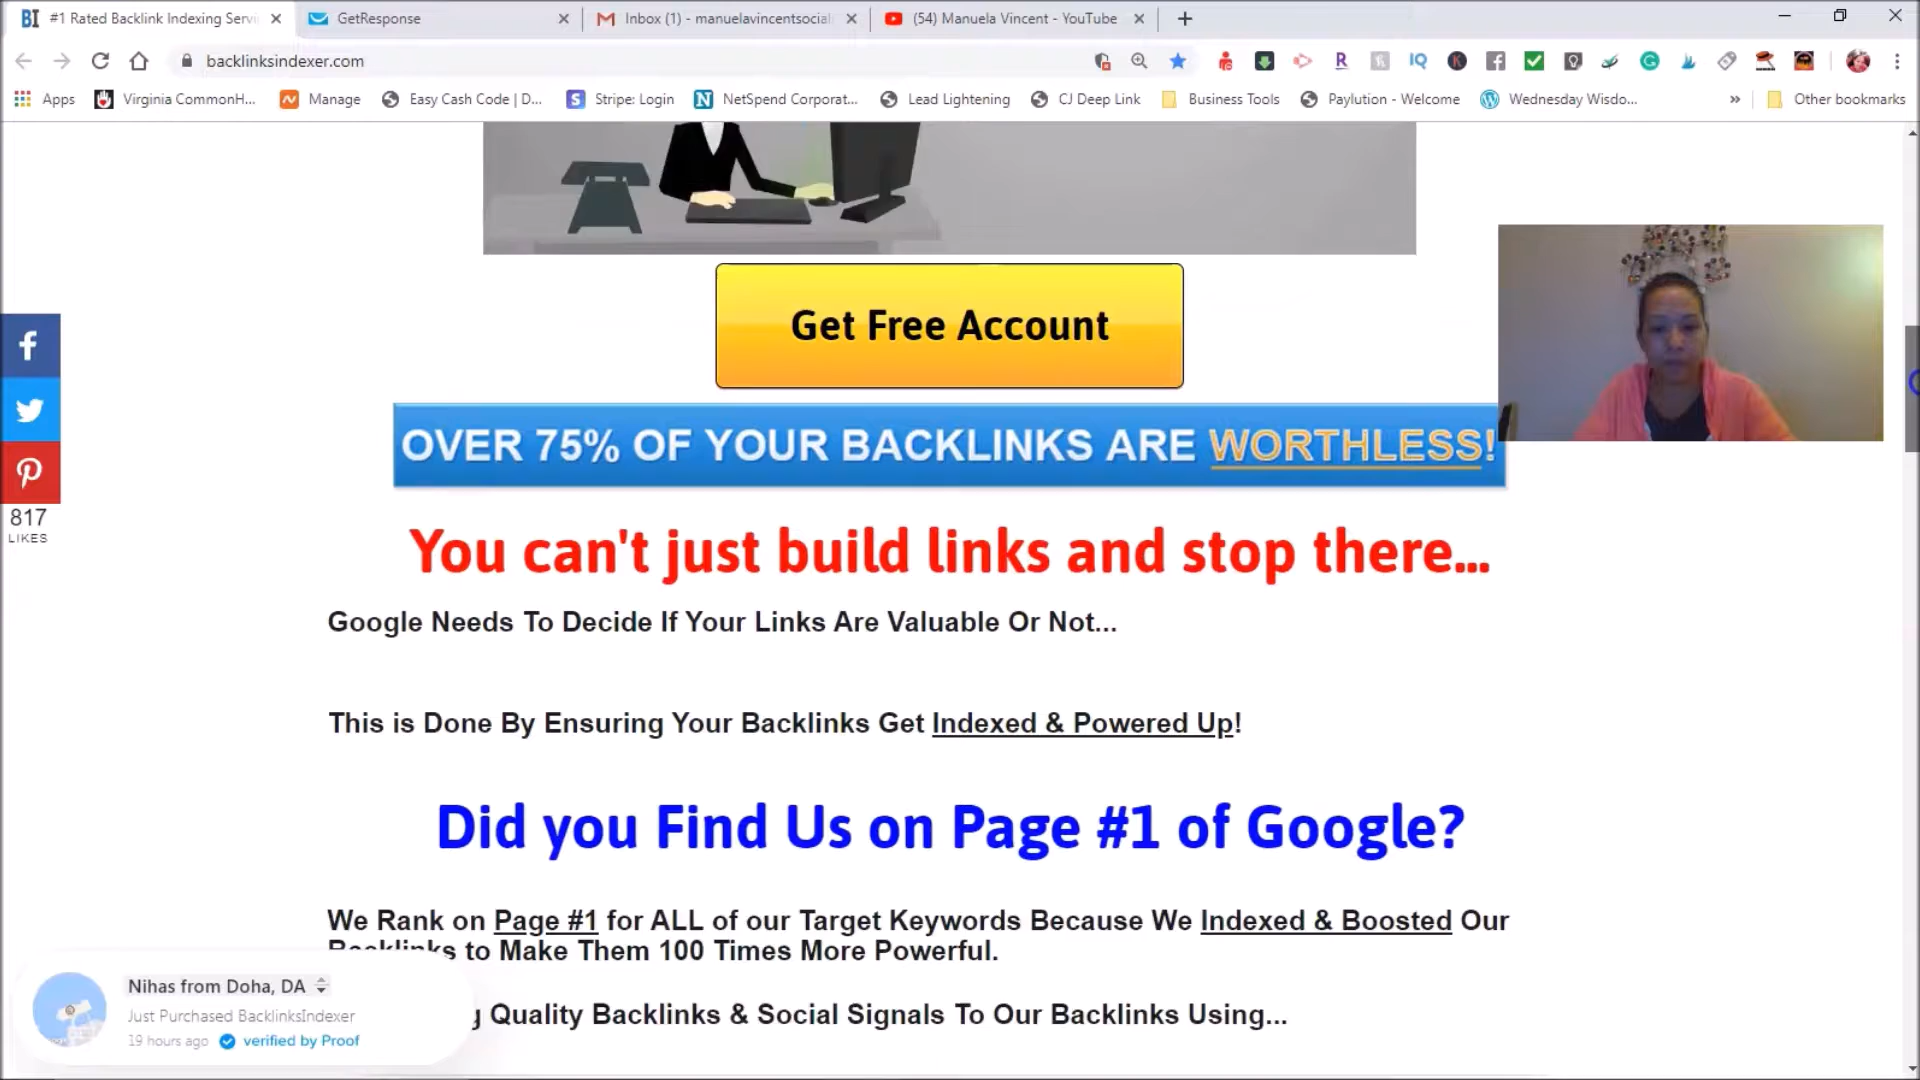 #1 Rated Backlink Indexing Servi
GetResponse
Inbox (1) - manuelavincentsocial
(54) Manuela Vincent - YouTube
backlinksindexer.com
Apps
Virginia CommonH...
Manage
Easy Cash Code | D...
Stripe: Login
NetSpend Corporat...
Lead Lightening
CJ Deep Link
Business Tools
Paylution - Welcome
Wednesday Wisdo...
Other bookmarks
Get Free Account
OVER 75% OF YOUR BACKLINKS ARE WORTHLESS!
You can't just build links and stop there...
817
LIKES
Google Needs To Decide If Your Links Are Valuable Or Not...
This is Done By Ensuring Your Backlinks Get Indexed & Powered Up!
Did you Find Us on Page #1 of Google?
We Rank on Page #1 for ALL of our Target Keywords Because We Indexed & Boosted Our
Backlinks to Make Them 100 Times More Powerful.
Quality Backlinks & Social Signals To Our Backlinks Using...
Nihas from Doha, DA
Just Purchased BacklinksIndexer
19 hours ago verified by Proof